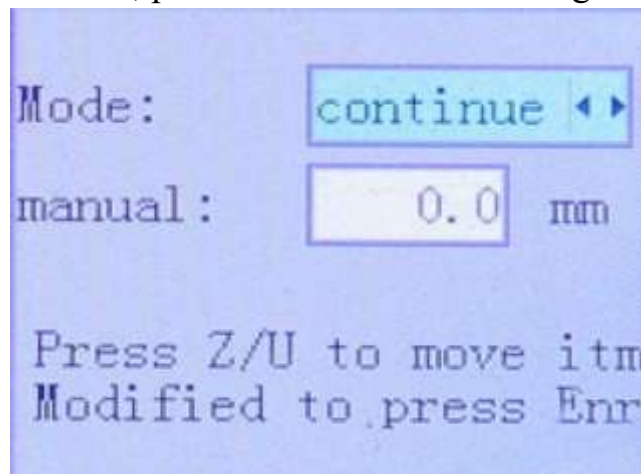 Mode: continue
manual: 0.0 mm
Press Z/U to move itm
Modified to press Enr